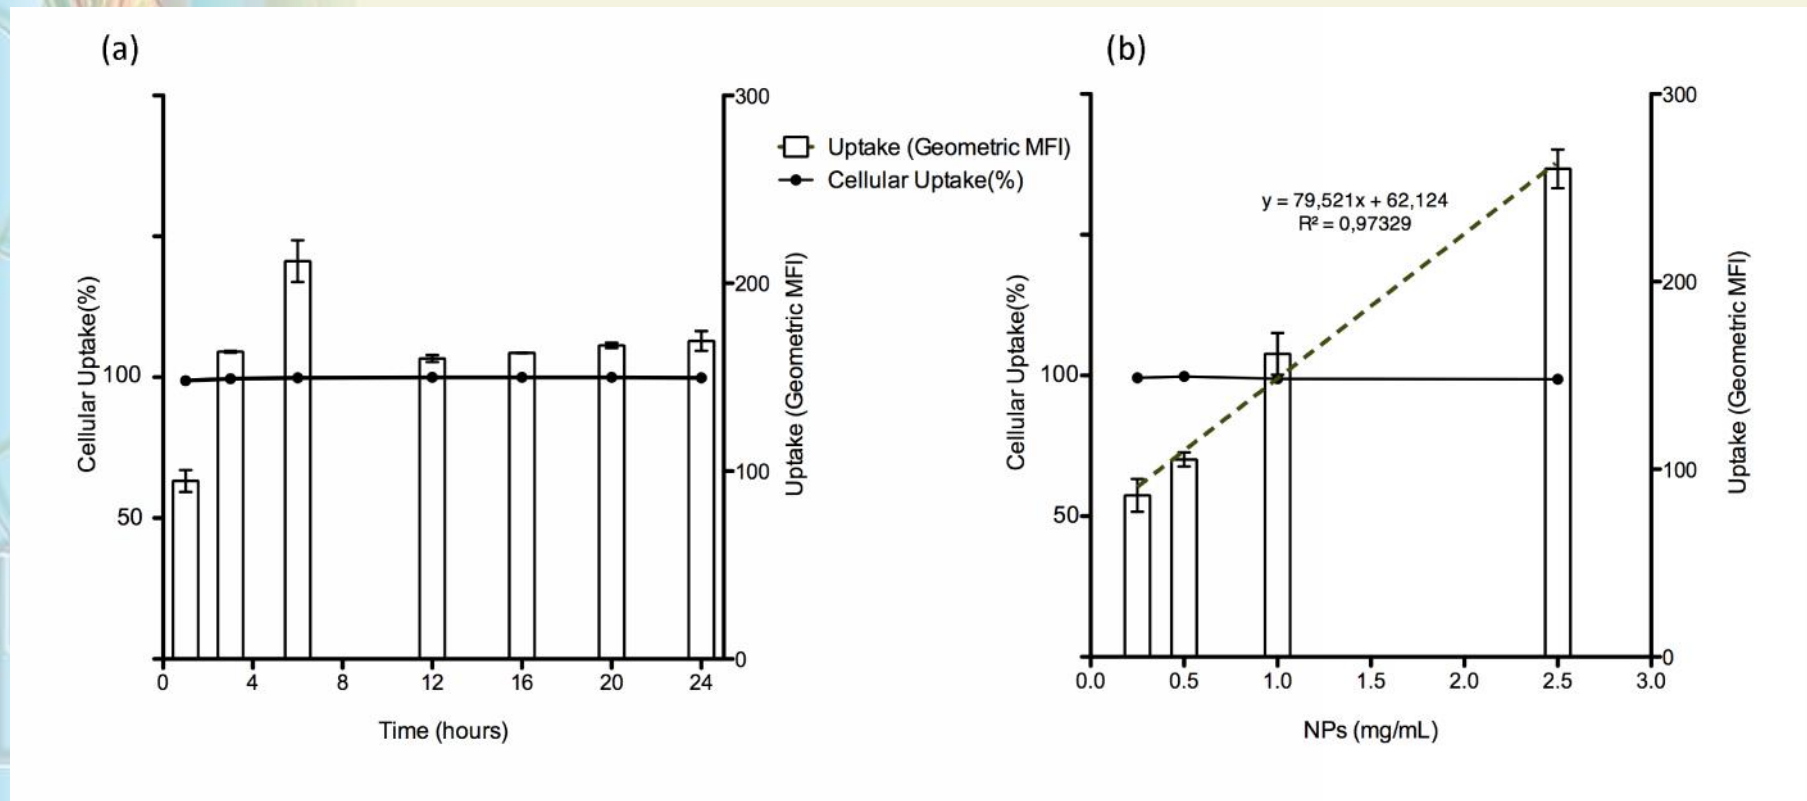 (a)
300
200
100
0
100
50
Cellular Uptake(%)
Uptake (Geometric MFI)
0 4 8 12 16 20 24
Time (hours)
Uptake (Geometric MFI)
Cellular Uptake(%)
(b)
300
200
100
0
100
50
Cellular Uptake(%)
Uptake (Geometric MFI)
y = 79,521x + 62,124
R² = 0,97329
0.0 0.5 1.0 1.5 2.0 2.5 3.0
NPs (mg/mL)